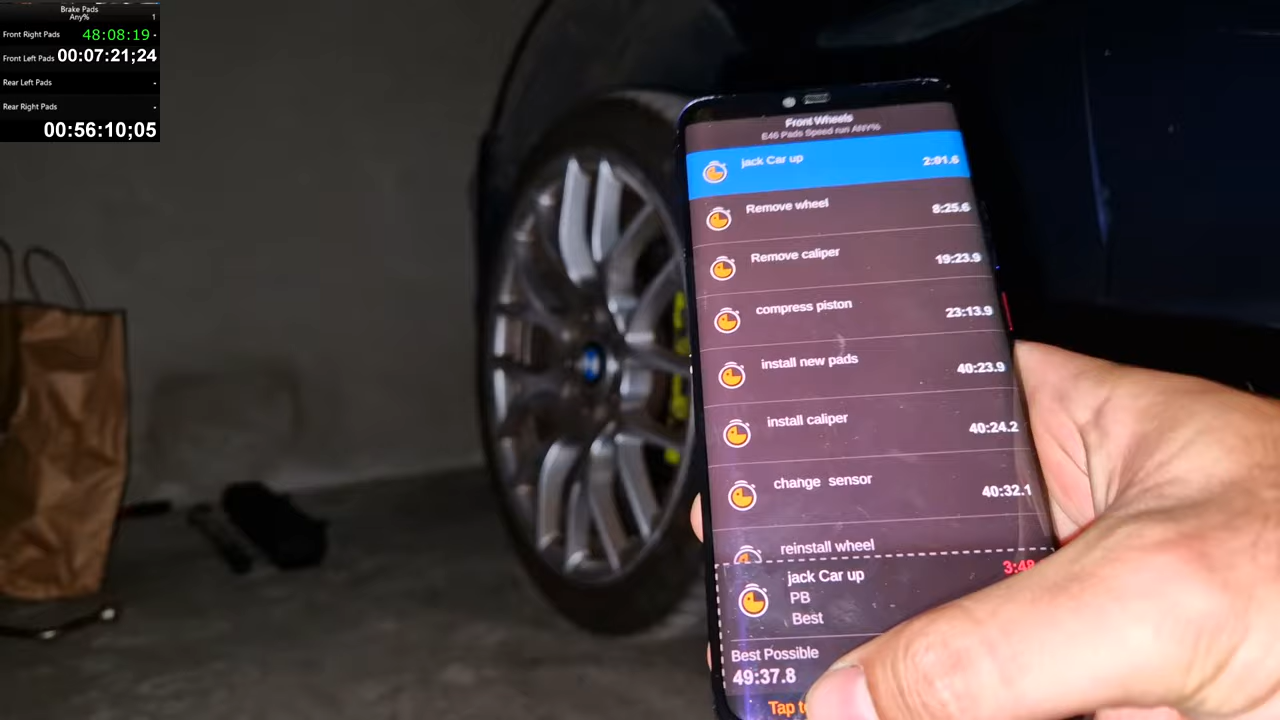 Brake Pads
Any% 1
Front Right Pads 48:08:19 -
Front Left Pads 00:07:21;24
Rear Left Pads -
Rear Right Pads -
00:56:10;05
Front Wheels
E46 Pads Speed run ANY%
jack Car up 2:01.6
Remove wheel 8:25.6
Remove caliper 19:23.9
compress piston 23:13.9
install new pads 40:23.9
install caliper 40:24.2
change sensor 40:32.1
reinstall wheel
jack Car up 3:48
PB
Best
Best Possible
49:37.8
Tap